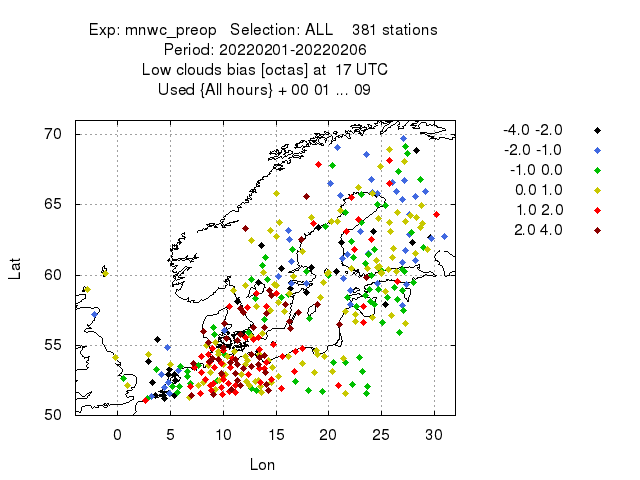 Exp: mnwc_preop   Selection: ALL    381 stations
Period: 20220201-20220206
Low clouds bias [octas] at  17 UTC
Used {All hours} + 00 01 ... 09
-4.0 -2.0
-2.0 -1.0
-1.0 0.0
0.0 1.0
1.0 2.0
2.0 4.0
70
65
60
55
50
Lat
0 5 10 15 20 25 30
Lon